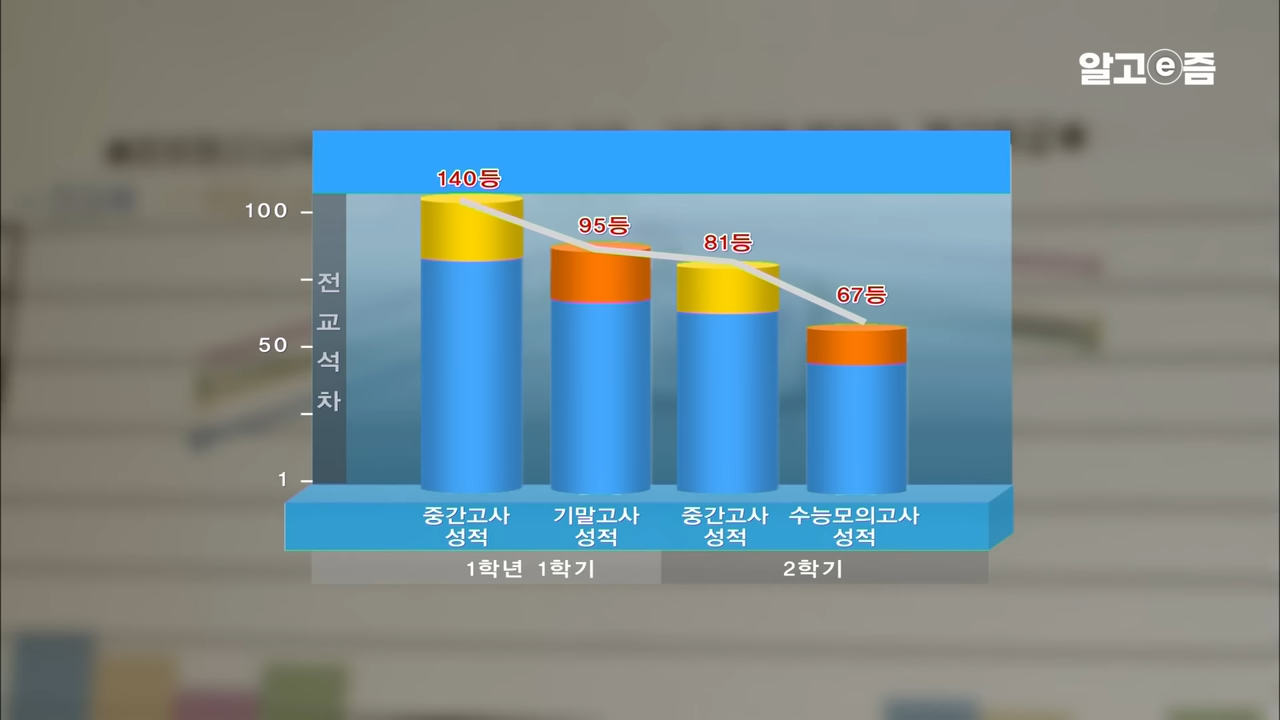 알고e즘
140등
95등
81등
67등
100
50
1
전교석차
중간고사 성적
기말고사 성적
중간고사 성적
수능모의고사 성적
1학년 1학기
2학기